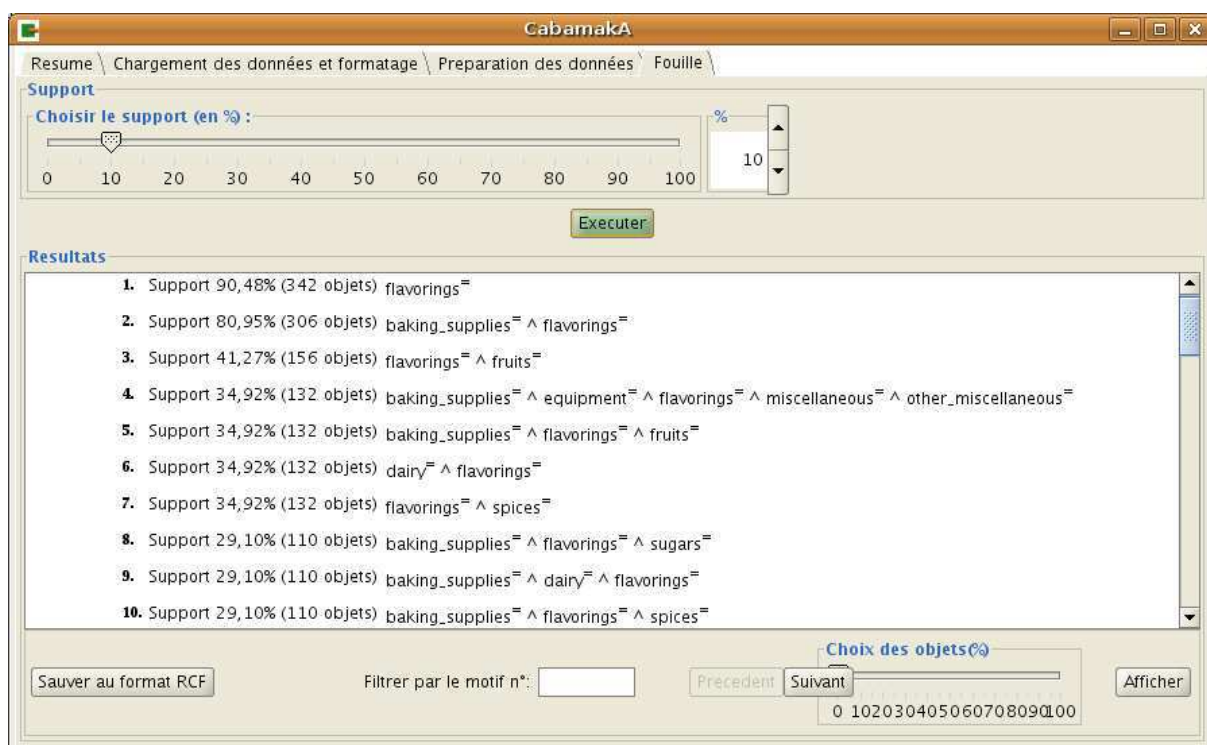 CabamakA
Resume \ Chargement des données et formatage \ Preparation des données \ Fouille \
Support
Choisir le support (en %) :
%
10
0 10 20 30 40 50 60 70 80 90 100
Executer
Resultats
1. Support 90,48% (342 objets) flavorings=
2. Support 80,95% (306 objets) baking_supplies= ^ flavorings=
3. Support 41,27% (156 objets) flavorings= ^ fruits=
4. Support 34,92% (132 objets) baking_supplies= ^ equipment= ^ flavorings= ^ miscellaneous= ^ other_miscellaneous=
5. Support 34,92% (132 objets) baking_supplies= ^ flavorings= ^ fruits=
6. Support 34,92% (132 objets) dairy= ^ flavorings=
7. Support 34,92% (132 objets) flavorings= ^ spices=
8. Support 29,10% (110 objets) baking_supplies= ^ flavorings= ^ sugars=
9. Support 29,10% (110 objets) baking_supplies= ^ dairy= ^ flavorings=
10. Support 29,10% (110 objets) baking_supplies= ^ flavorings= ^ spices=
Choix des objets(%)
Sauver au format RCF Filtrer par le motif n°: Precedent Suivant Afficher
0 102030405060708090100